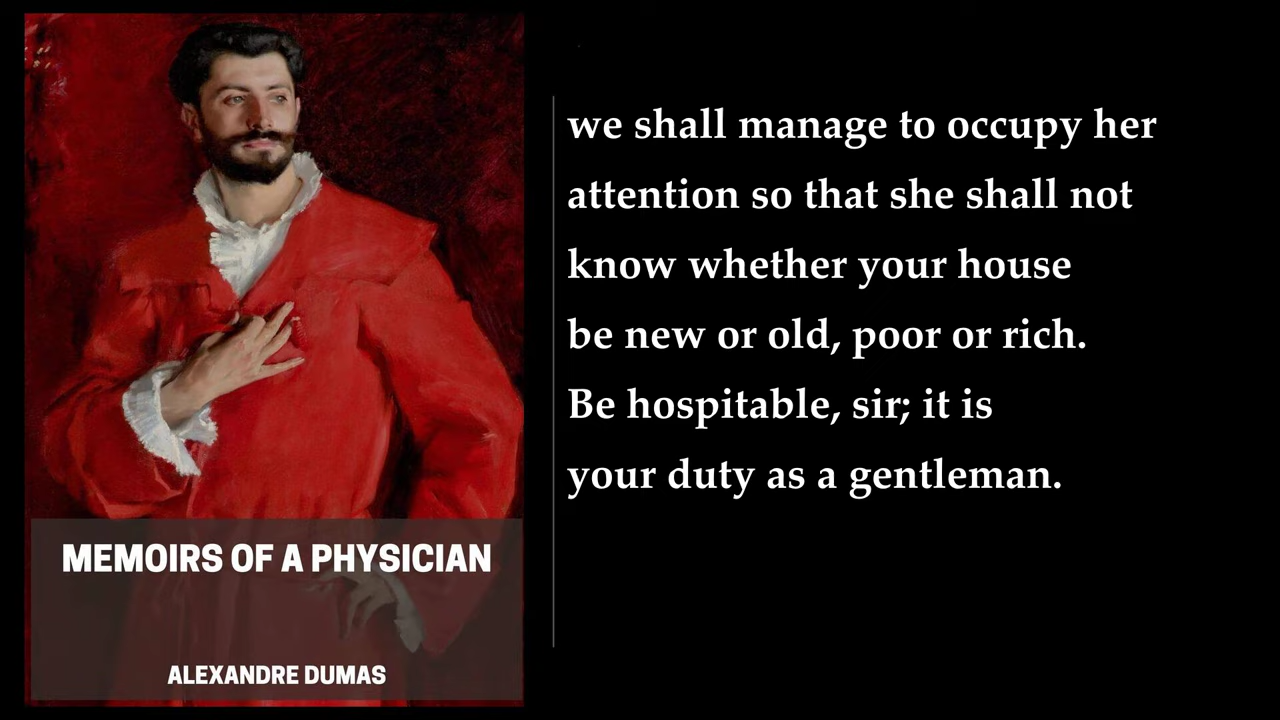 we shall manage to occupy her
attention so that she shall not
know whether your house
be new or old, poor or rich.
Be hospitable, sir; it is
your duty as a gentleman.
MEMOIRS OF A PHYSICIAN
ALEXANDRE DUMAS